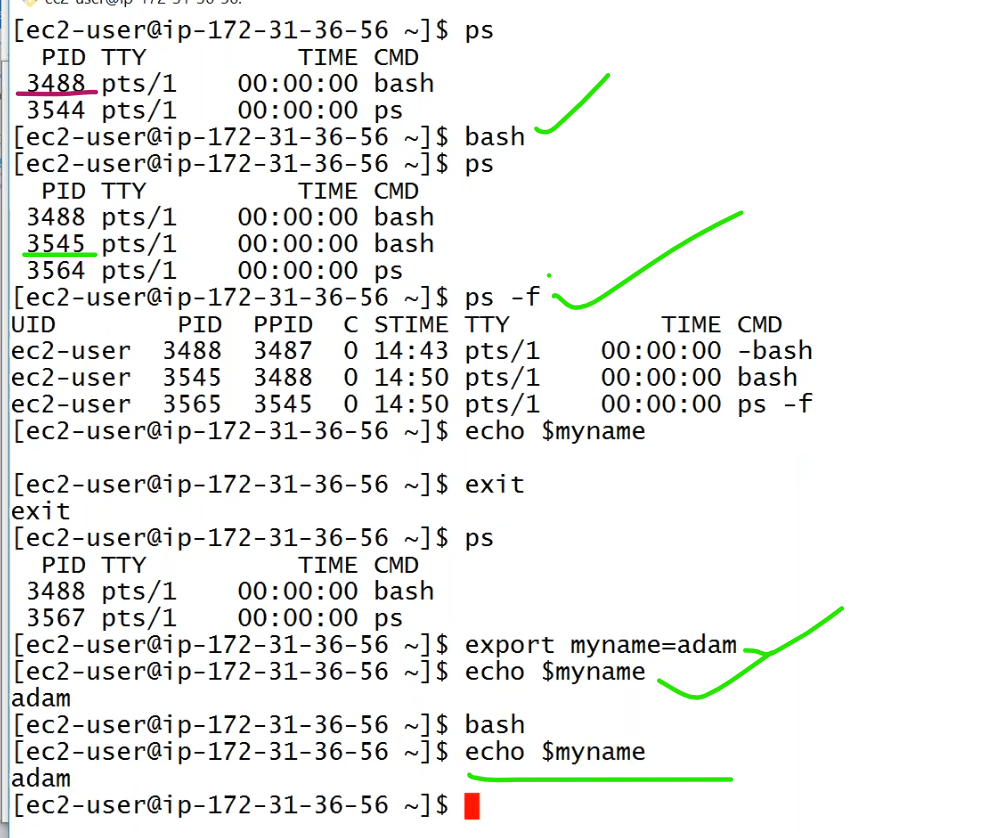 [ec2-user@ip-172-31-36-56 ~]$ ps
PID TTY TIME CMD
3488 pts/1 00:00:00 bash
3544 pts/1 00:00:00 ps
[ec2-user@ip-172-31-36-56 ~]$ bash
[ec2-user@ip-172-31-36-56 ~]$ ps
PID TTY TIME CMD
3488 pts/1 00:00:00 bash
3545 pts/1 00:00:00 bash
3564 pts/1 00:00:00 ps
[ec2-user@ip-172-31-36-56 ~]$ ps -f
UID PID PPID C STIME TTY TIME CMD
ec2-user 3488 3487 0 14:43 pts/1 00:00:00 -bash
ec2-user 3545 3488 0 14:50 pts/1 00:00:00 bash
ec2-user 3565 3545 0 14:50 pts/1 00:00:00 ps -f
[ec2-user@ip-172-31-36-56 ~]$ echo $myname
[ec2-user@ip-172-31-36-56 ~]$ exit
exit
[ec2-user@ip-172-31-36-56 ~]$ ps
PID TTY TIME CMD
3488 pts/1 00:00:00 bash
3567 pts/1 00:00:00 ps
[ec2-user@ip-172-31-36-56 ~]$ export myname=adam
[ec2-user@ip-172-31-36-56 ~]$ echo $myname
adam
[ec2-user@ip-172-31-36-56 ~]$ bash
[ec2-user@ip-172-31-36-56 ~]$ echo $myname
adam
[ec2-user@ip-172-31-36-56 ~]$